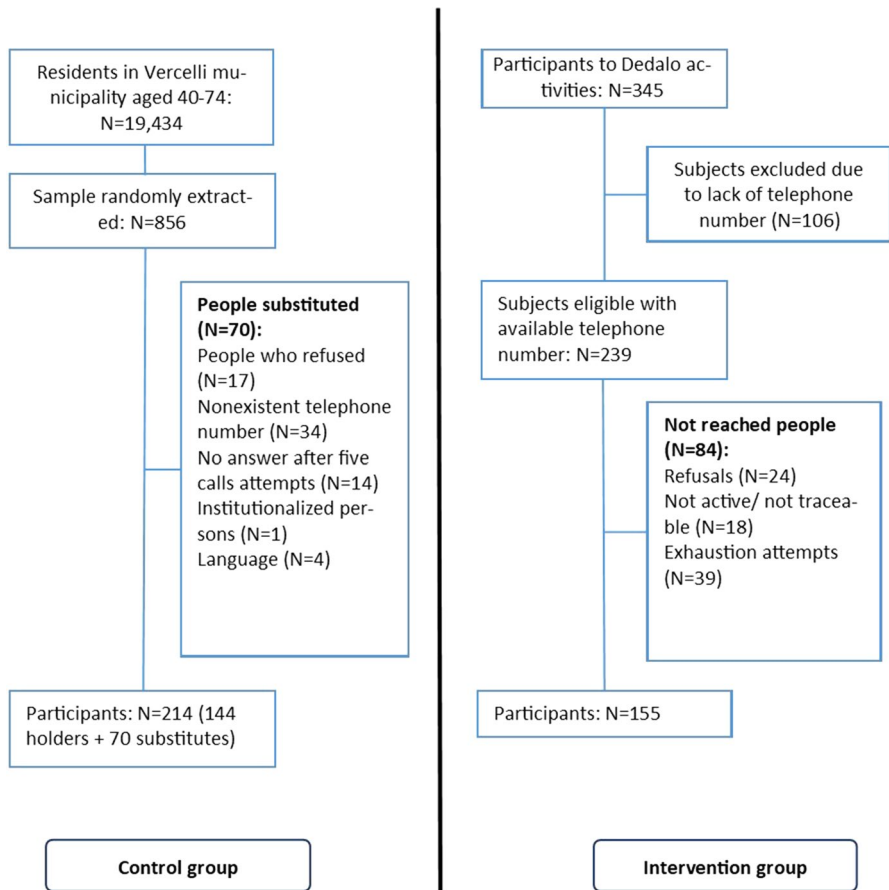 Residents in Vercelli mu-
nicipality aged 40-74:
N=19,434
Sample randomly extract-
ed: N=856
People substituted
(N=70):
People who refused
(N=17)
Nonexistent telephone
number (N=34)
No answer after five
calls attempts (N=14)
Institutionalized per-
sons (N=1)
Language (N=4)
Participants: N=214 (144
holders + 70 substitutes)
Control group
Participants to Dedalo ac-
tivities: N=345
Subjects excluded due
to lack of telephone
number (N=106)
Subjects eligible with
available telephone
number: N=239
Not reached people
(N=84):
Refusals (N=24)
Not active/ not tracea-
ble (N=18)
Exhaustion attempts
(N=39)
Participants: N=155
Intervention group